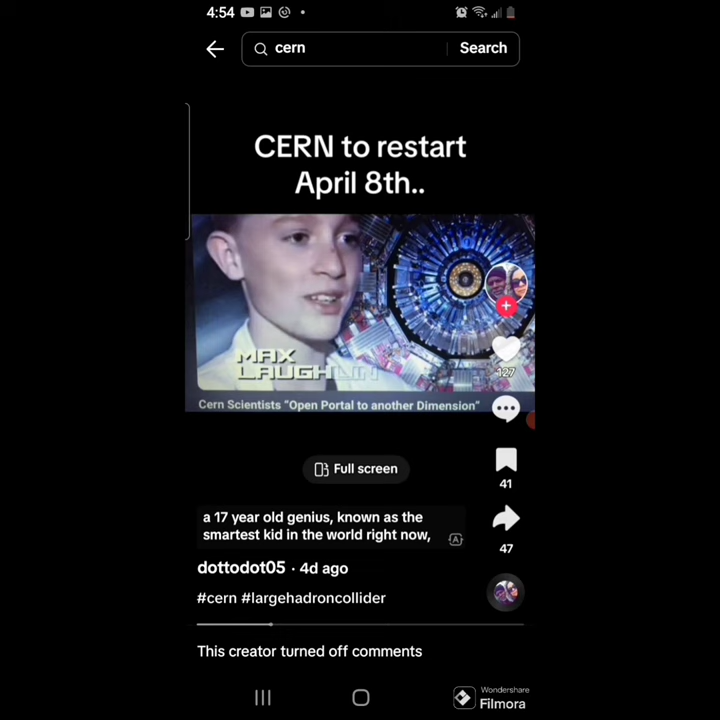 4:54
cern
Search
CERN to restart
April 8th..
MAX
LAUGHLIN
Cern Scientists “Open Portal to another Dimension”
127
Full screen
41
a 17 year old genius, known as the
smartest kid in the world right now,
A
47
dottodot05 · 4d ago
#cern #largehadroncollider
This creator turned off comments
Wondershare
Filmora